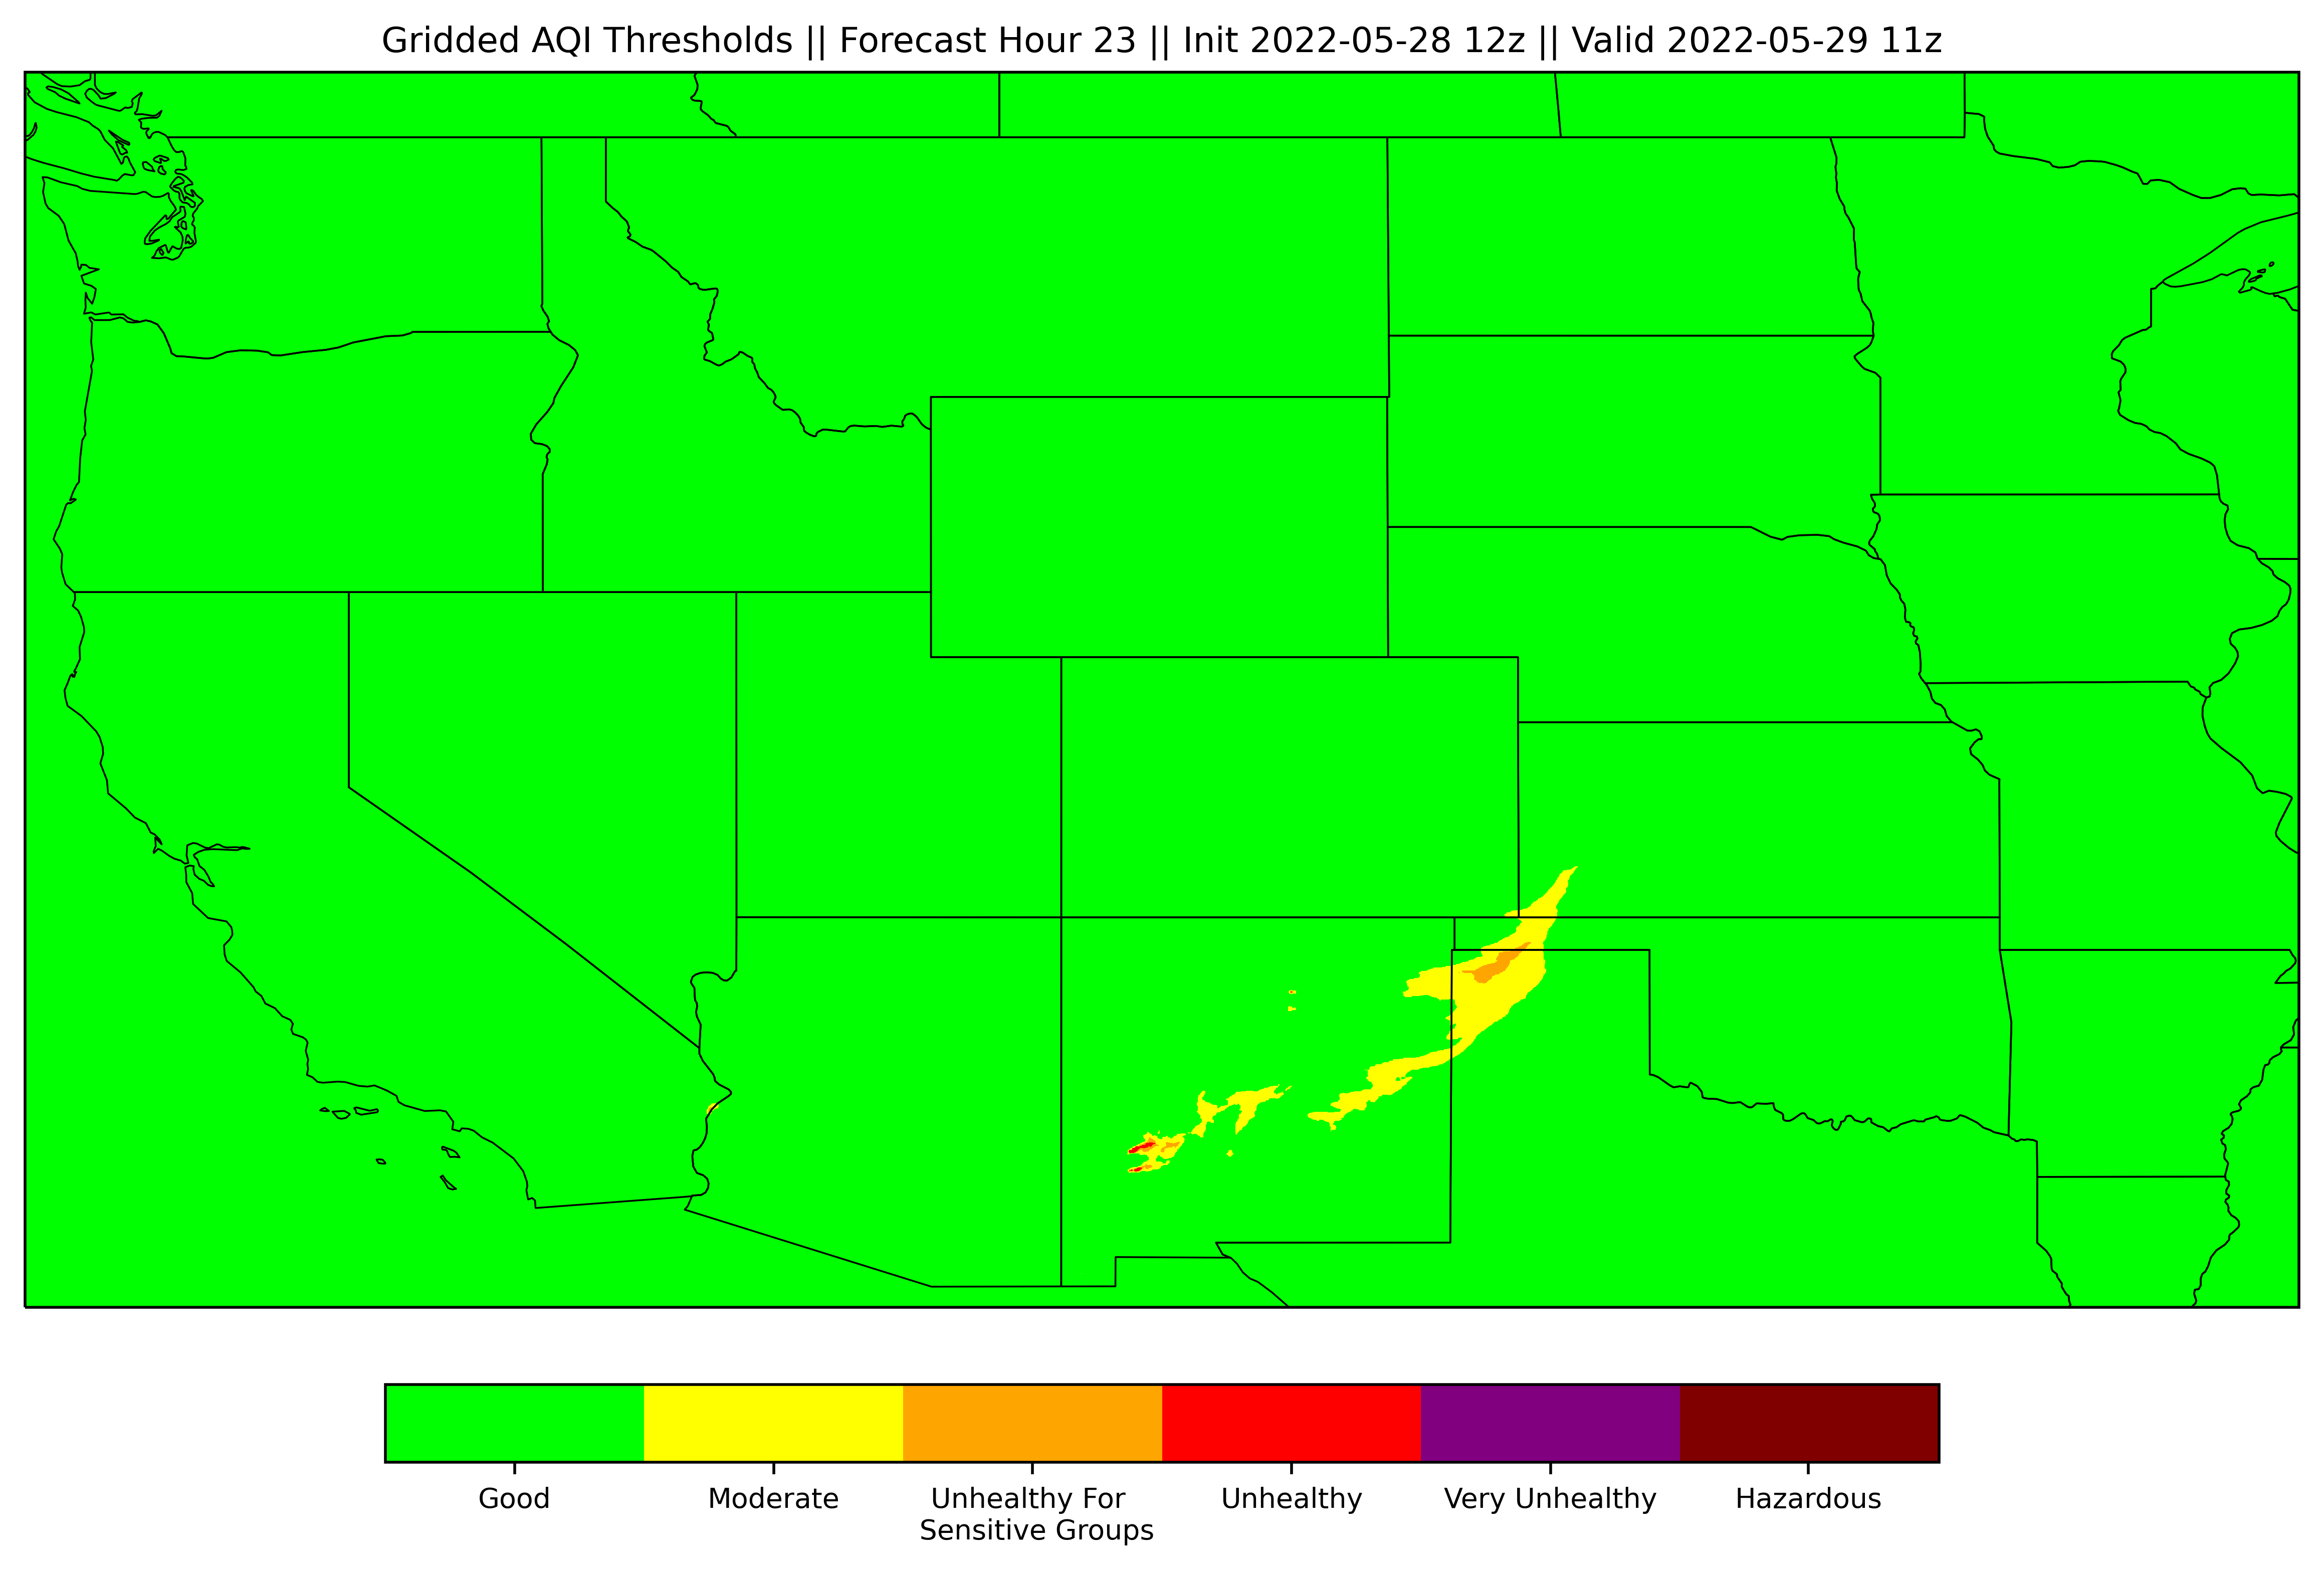 Gridded AQI Thresholds || Forecast Hour 23 || Init 2022-05-28 12z || Valid 2022-05-29 11z
Good Moderate Unhealthy For Unhealthy Very Unhealthy Hazardous
Sensitive Groups